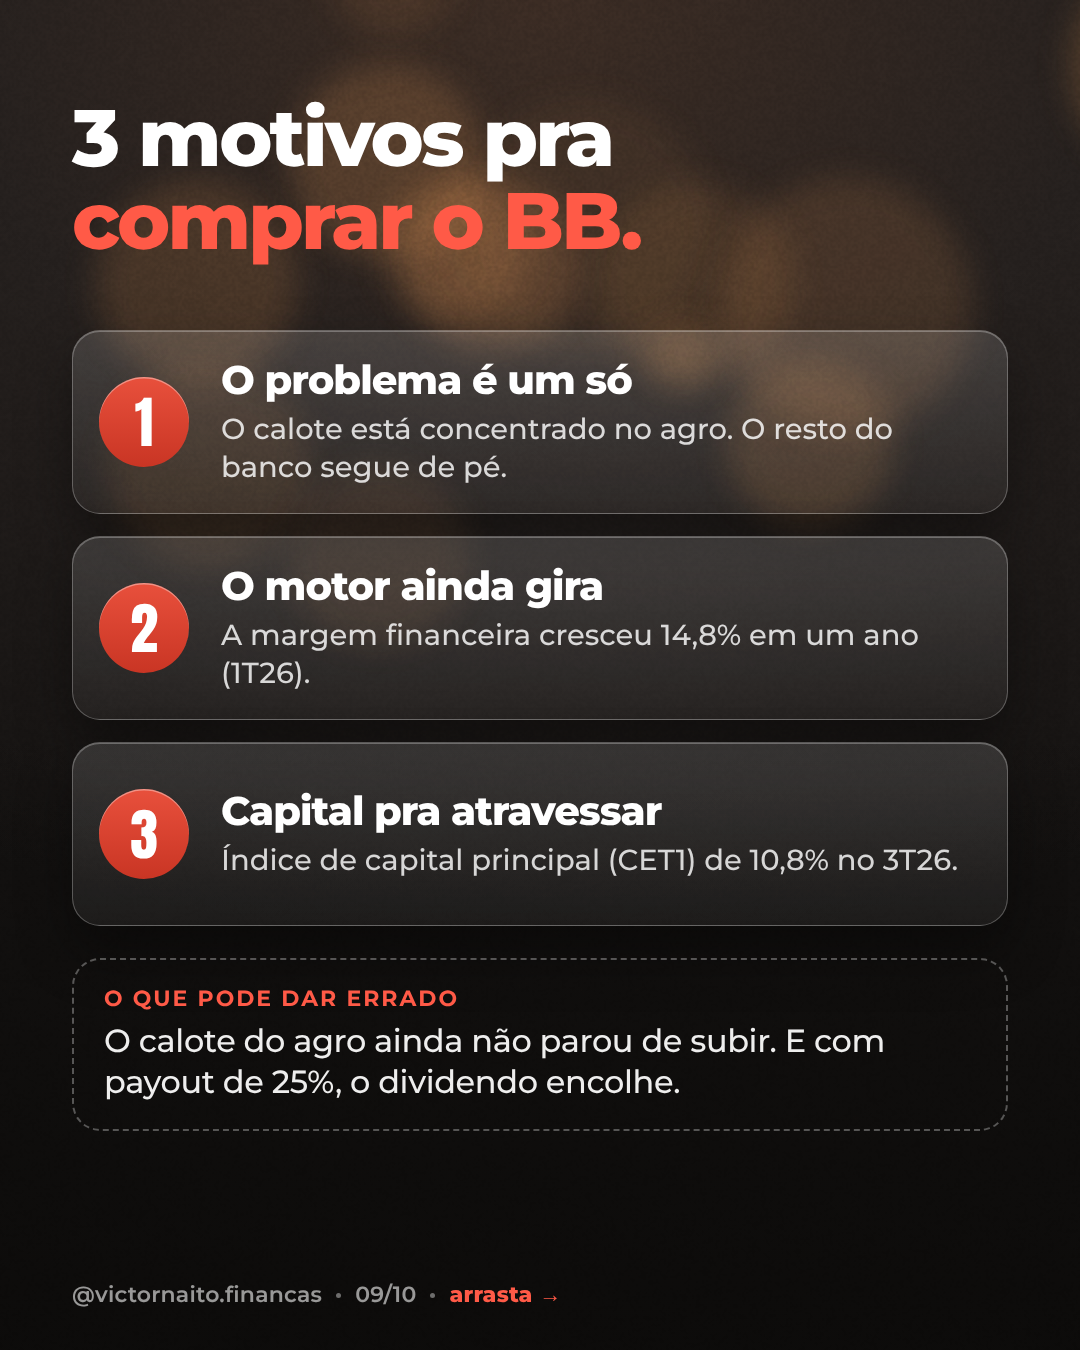 3 motivos pra
comprar o BB.
1
O problema é um só
O calote está concentrado no agro. O resto do
banco segue de pé.
2
O motor ainda gira
A margem financeira cresceu 14,8% em um ano
(1T26).
3
Capital pra atravessar
Índice de capital principal (CET1) de 10,8% no 3T26.
O QUE PODE DAR ERRADO
O calote do agro ainda não parou de subir. E com
payout de 25%, o dividendo encolhe.
@victornaito.financas • 09/10 • arrasta →